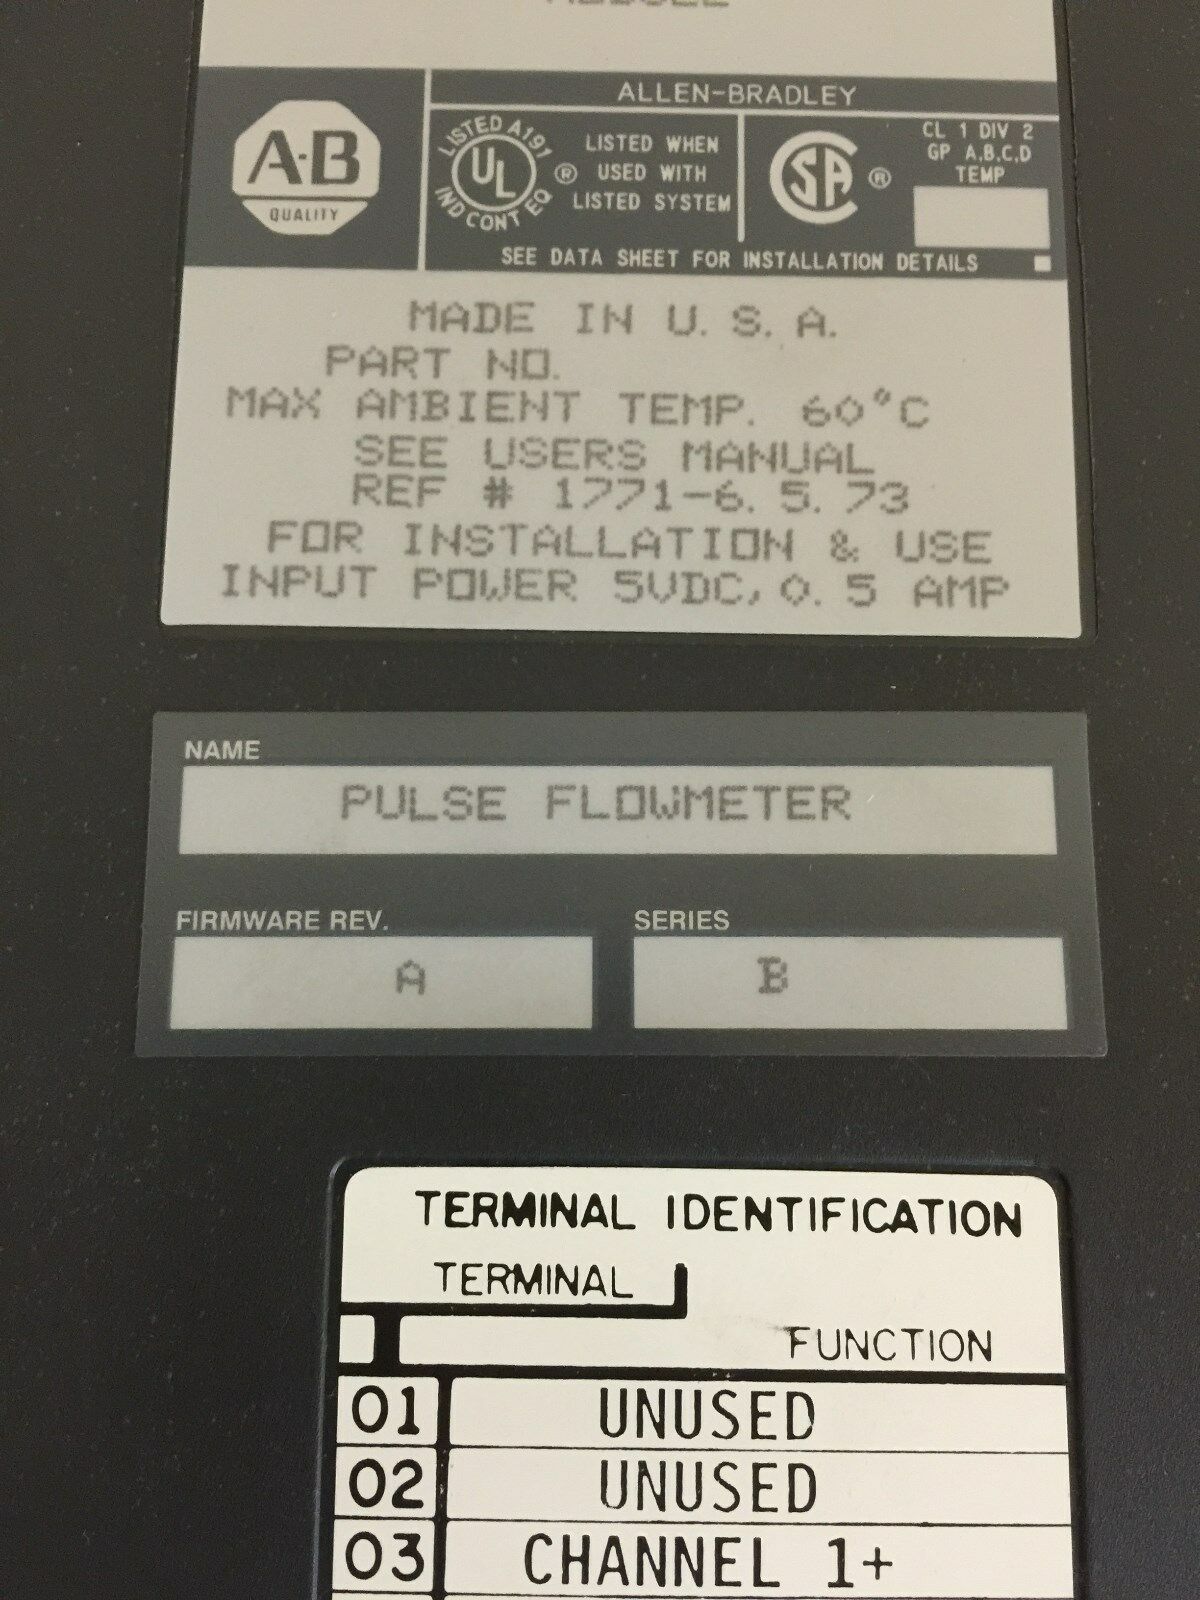 ALLEN-BRADLEY
A-B
QUALITY
LISTED A191
UL
IND CONT EQ
®
LISTED WHEN
USED WITH
LISTED SYSTEM
SA
®
CL 1 DIV 2
GP A,B,C,D
TEMP
SEE DATA SHEET FOR INSTALLATION DETAILS
MADE IN U.S.A.
PART NO.
MAX AMBIENT TEMP. 60°C
SEE USERS MANUAL
REF # 1771-6.5.73
FOR INSTALLATION & USE
INPUT POWER 5VDC, 0.5 AMP
NAME
PULSE FLOWMETER
FIRMWARE REV.
A
SERIES
B
TERMINAL IDENTIFICATION
TERMINAL
FUNCTION
01 UNUSED
02 UNUSED
03 CHANNEL 1+